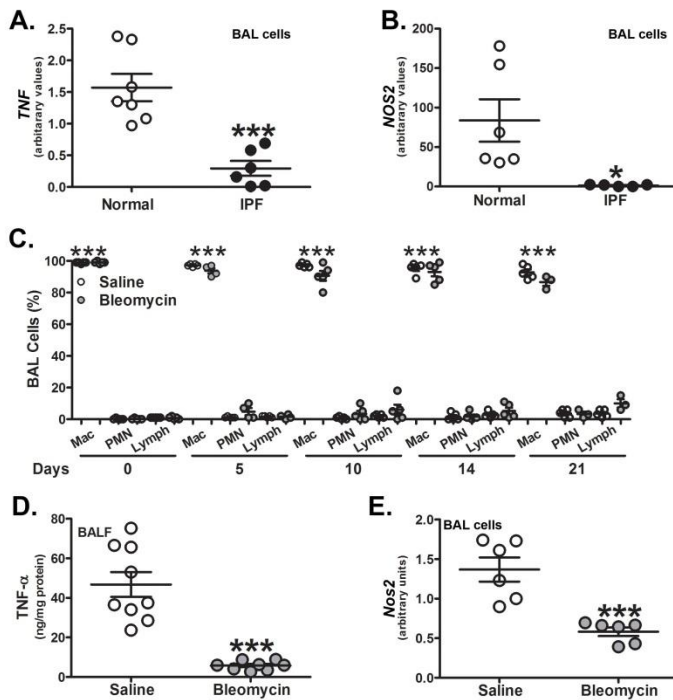 A.
BAL cells
TNF
(arbitarary values)
2.5
2.0
1.5
1.0
0.5
0.0
***
Normal
IPF
B.
BAL cells
NOS2
(arbitarary values)
200
150
100
50
0
*
Normal
IPF
C.
*** *** *** *** ***
BAL Cells (%)
100
80
60
40
20
0
Saline
Bleomycin
Mac PMN Lymph Mac PMN Lymph Mac PMN Lymph Mac PMN Lymph Mac PMN Lymph
Days 0 5 10 14 21
D.
BALF
TNF-α
(ng/mg protein)
80
60
40
20
0
***
Saline
Bleomycin
E.
BAL cells
Nos2
(arbitrary units)
2.0
1.5
1.0
0.5
0.0
***
Saline
Bleomycin